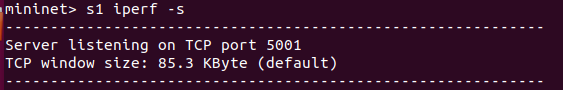 mininet> s1 iperf -s
------------------------------------------------------------
Server listening on TCP port 5001
TCP window size: 85.3 KByte (default)
------------------------------------------------------------